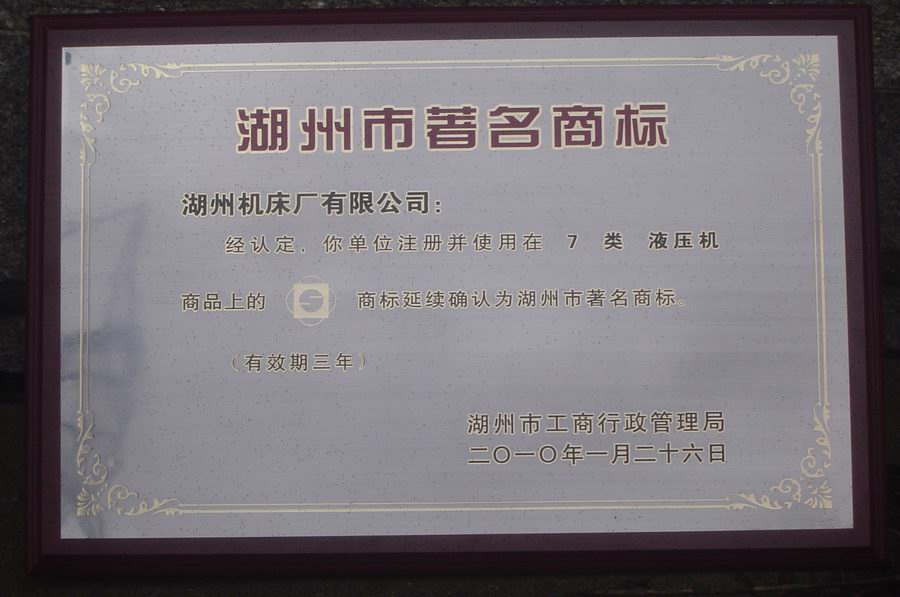 湖州市著名商标
湖州机床厂有限公司：
经认定，你单位注册并使用在 7 类 液压机
商品上的 商标延续确认为湖州市著名商标。
（有效期三年）
湖州市工商行政管理局
二〇一〇年一月二十六日